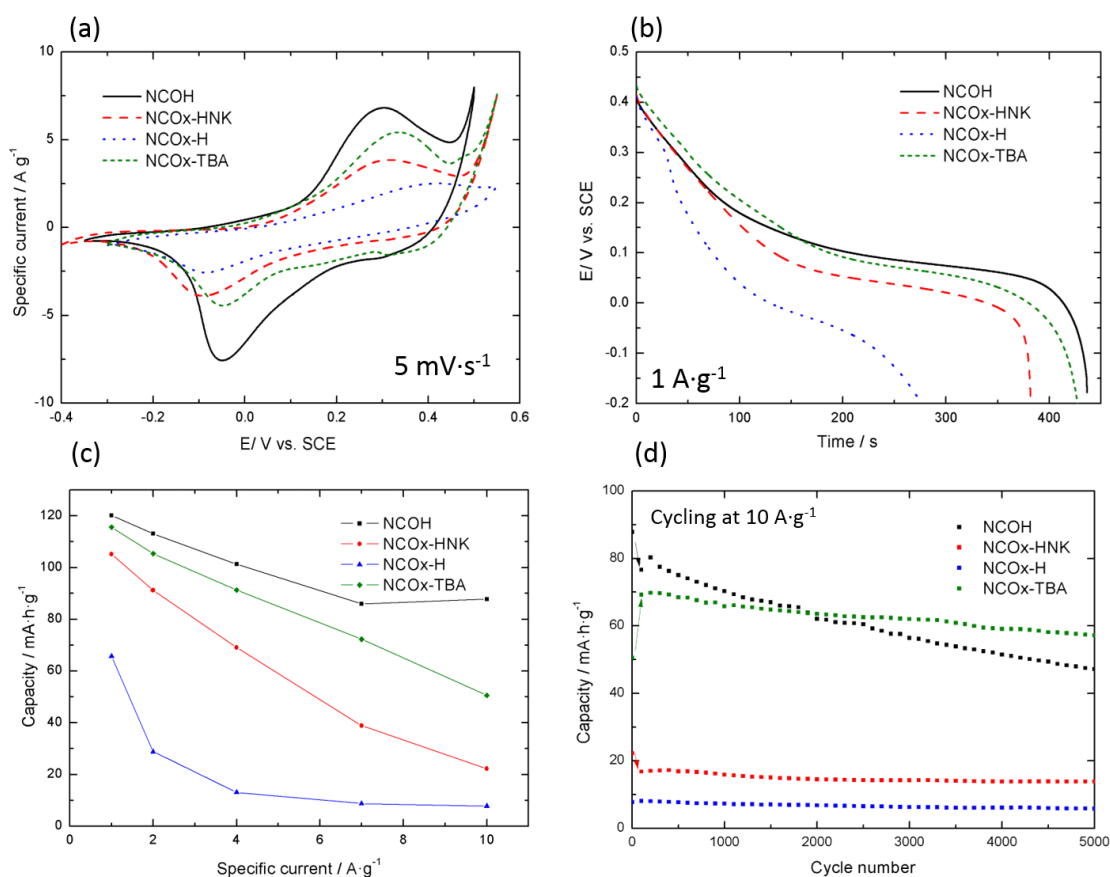 (a)
10
5
0
-5
-10
Specific current / A g⁻¹
NCOH
NCOx-HNK
NCOx-H
NCOx-TBA
5 mV·s⁻¹
-0.4 -0.2 0.0 0.2 0.4 0.6
E/ V vs. SCE
(b)
0.5
0.4
0.3
0.2
0.1
0.0
-0.1
-0.2
E/ V vs. SCE
NCOH
NCOx-HNK
NCOx-H
NCOx-TBA
1 A·g⁻¹
0 100 200 300 400
Time / s
(c)
120
100
80
60
40
20
0
Capacity / mA·h·g⁻¹
NCOH
NCOx-HNK
NCOx-H
NCOx-TBA
0 2 4 6 8 10
Specific current / A·g⁻¹
(d)
100
80
60
40
20
0
Capacity / mA·h·g⁻¹
Cycling at 10 A·g⁻¹
NCOH
NCOx-HNK
NCOx-H
NCOx-TBA
0 1000 2000 3000 4000 5000
Cycle number